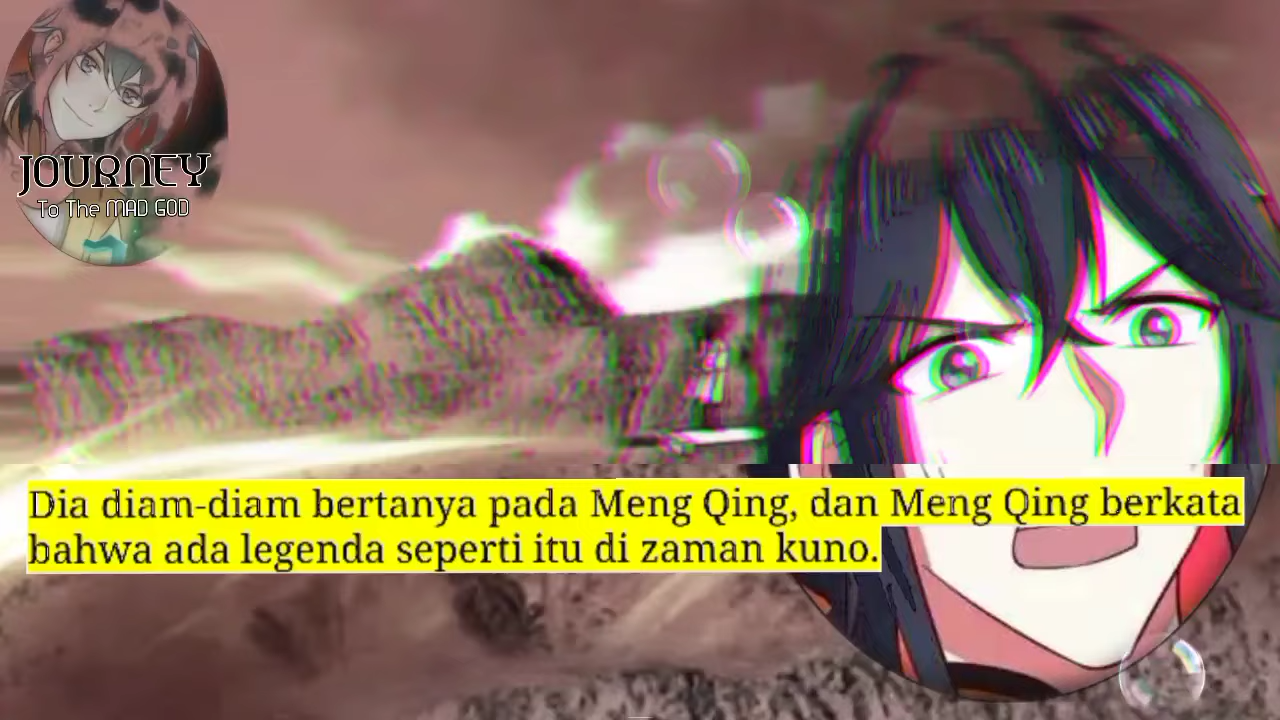 JOURNEY
To The MAD GOD
Dia diam-diam bertanya pada Meng Qing, dan Meng Qing berkata
bahwa ada legenda seperti itu di zaman kuno.